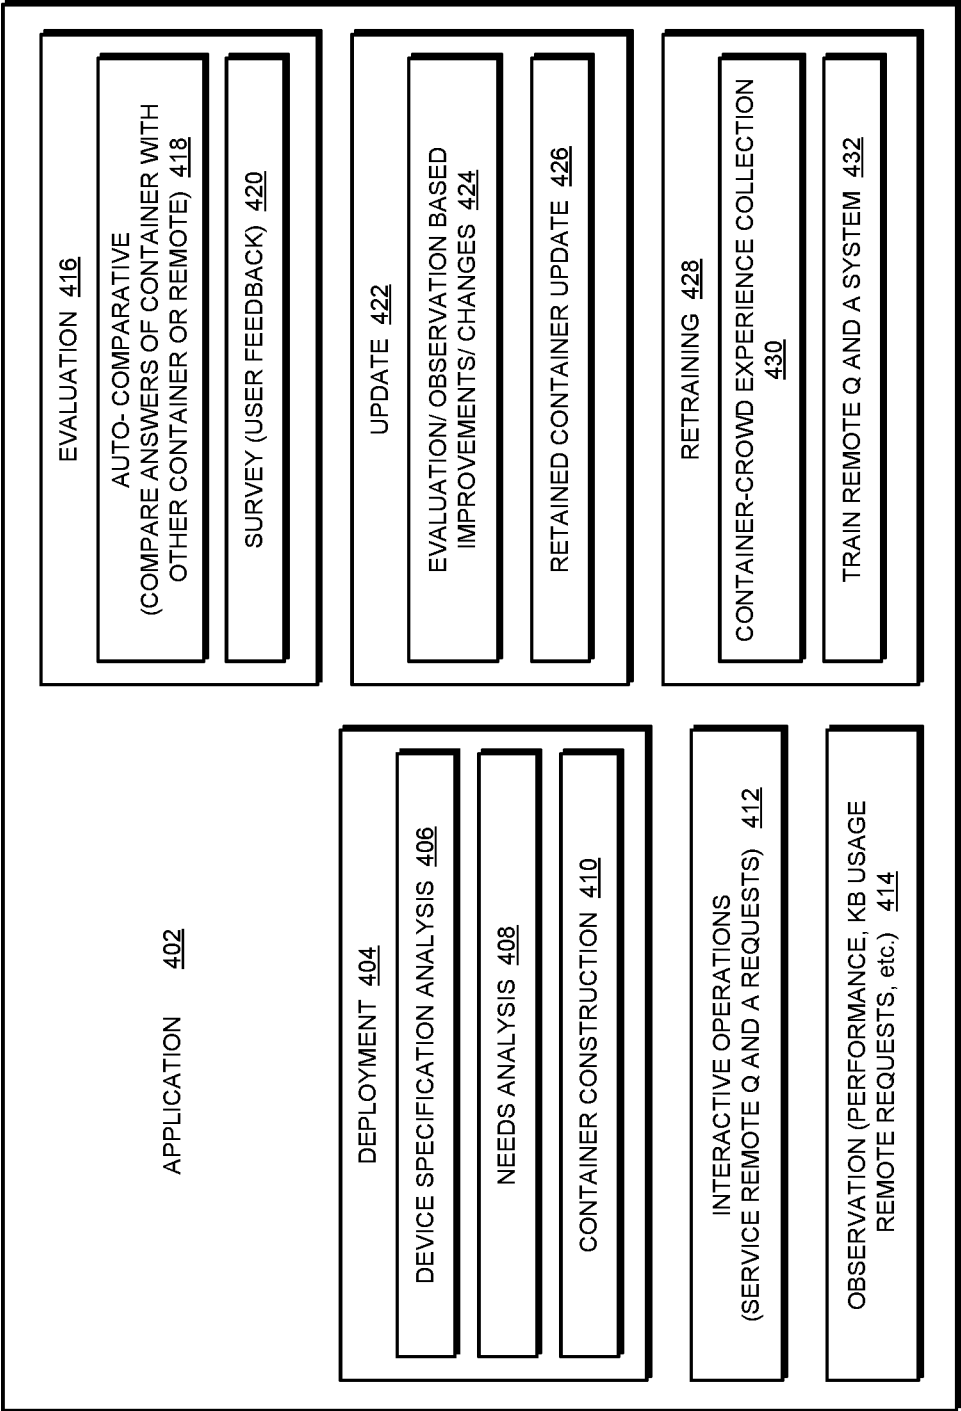 APPLICATION 402
DEPLOYMENT 404
DEVICE SPECIFICATION ANALYSIS 406
NEEDS ANALYSIS 408
CONTAINER CONSTRUCTION 410
INTERACTIVE OPERATIONS
(SERVICE REMOTE Q AND A REQUESTS) 412
OBSERVATION (PERFORMANCE, KB USAGE
REMOTE REQUESTS, etc.) 414
EVALUATION 416
AUTO- COMPARATIVE
(COMPARE ANSWERS OF CONTAINER WITH
OTHER CONTAINER OR REMOTE) 418
SURVEY (USER FEEDBACK) 420
UPDATE 422
EVALUATION/ OBSERVATION BASED
IMPROVEMENTS/ CHANGES 424
RETAINED CONTAINER UPDATE 426
RETRAINING 428
CONTAINER-CROWD EXPERIENCE COLLECTION
430
TRAIN REMOTE Q AND A SYSTEM 432